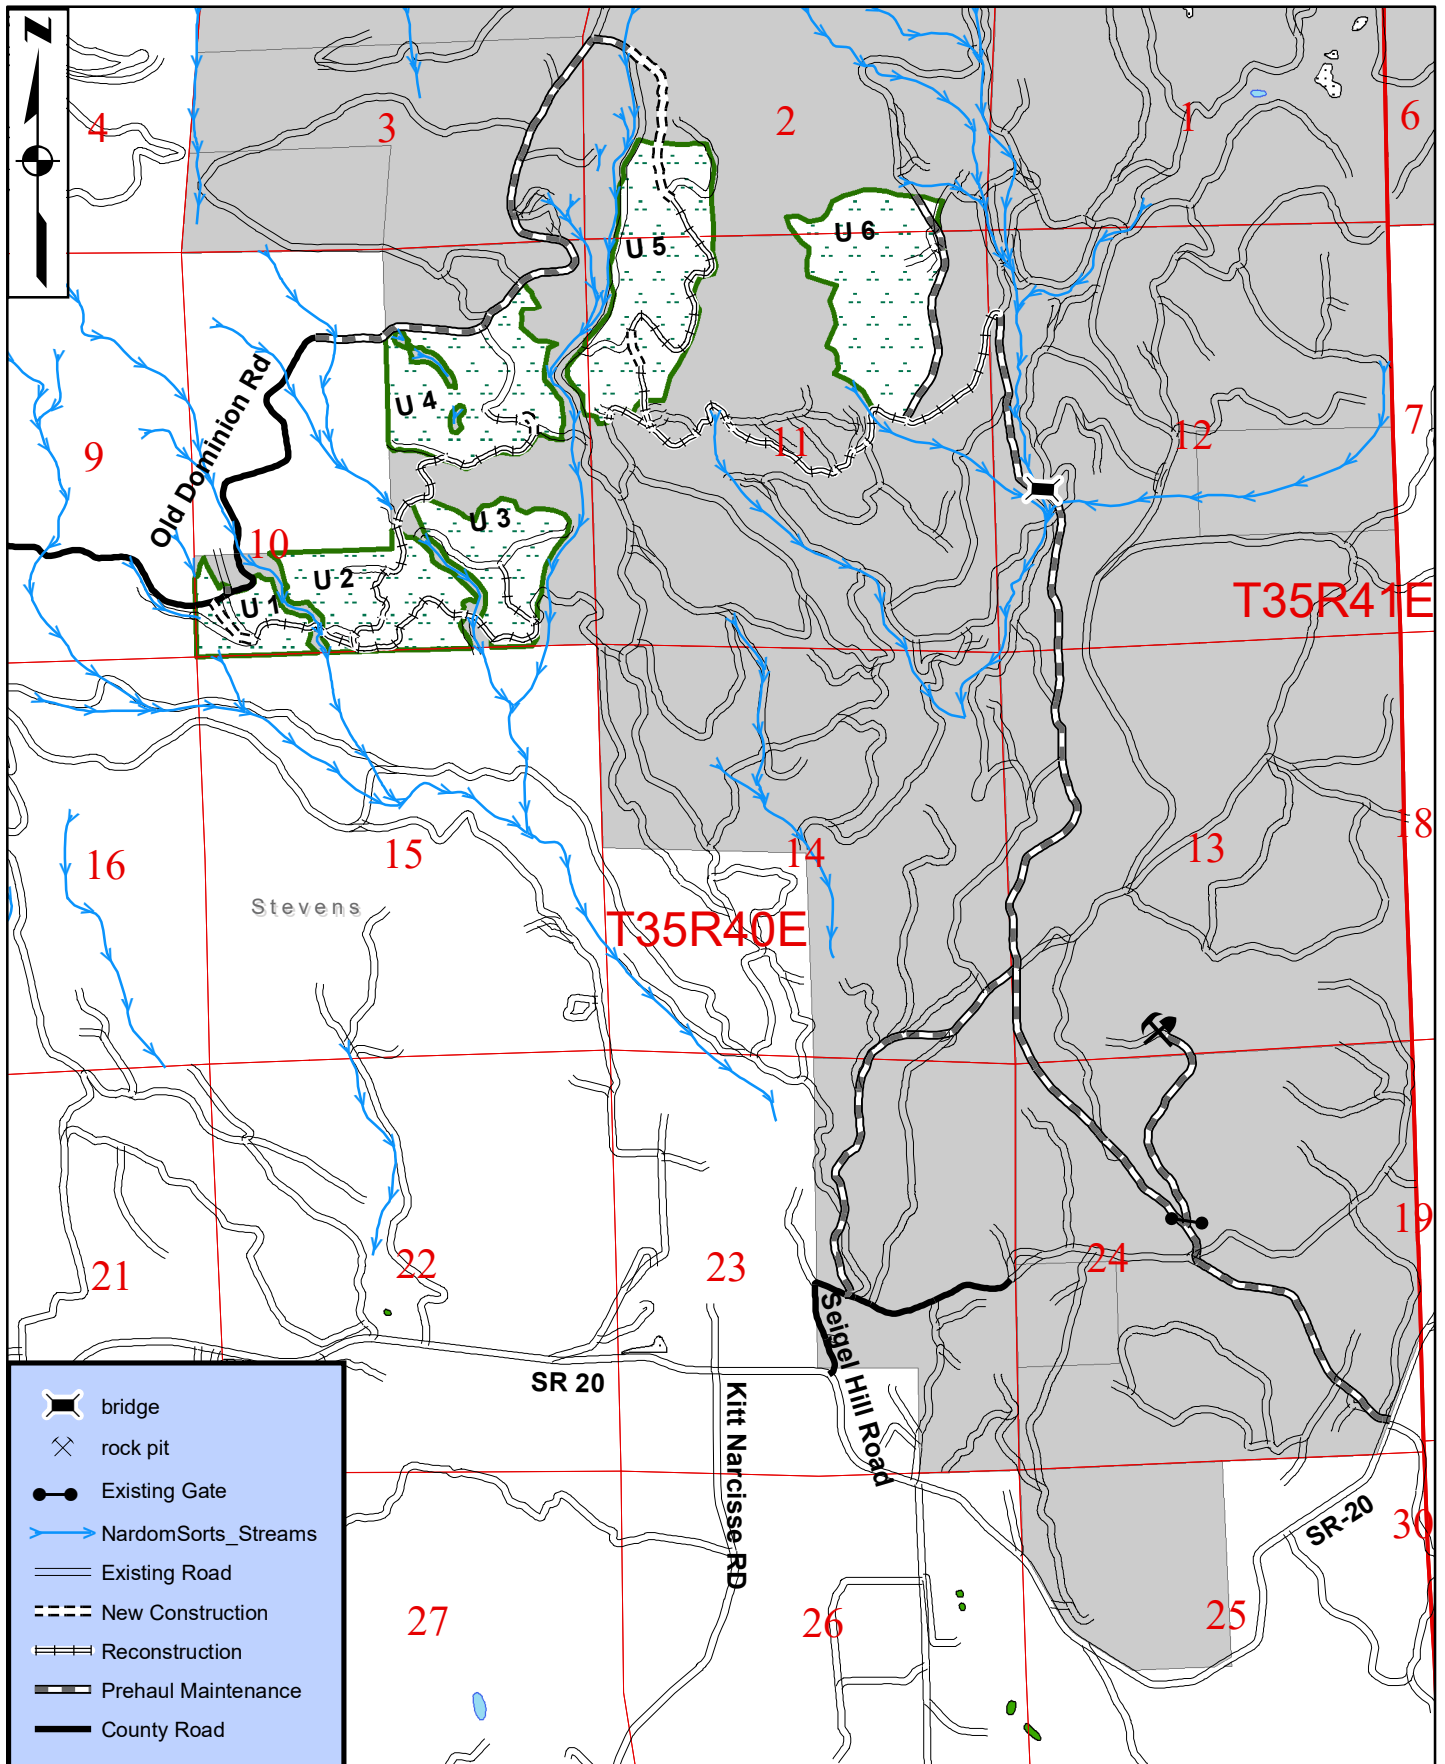 N
4
3
2
1
6
U 5
U 6
Old Dominion Rd
U 4
9
10
11
12
7
U 3
U 2
U 1
T35R41E
16
15
14
13
18
Stevens
T35R40E
21
22
23
24
19
Seigel Hill Road
SR 20
Kitt Narcisse RD
SR-20
30
27
26
25
bridge
rock pit
Existing Gate
NardomSorts_Streams
Existing Road
New Construction
Reconstruction
Prehaul Maintenance
County Road